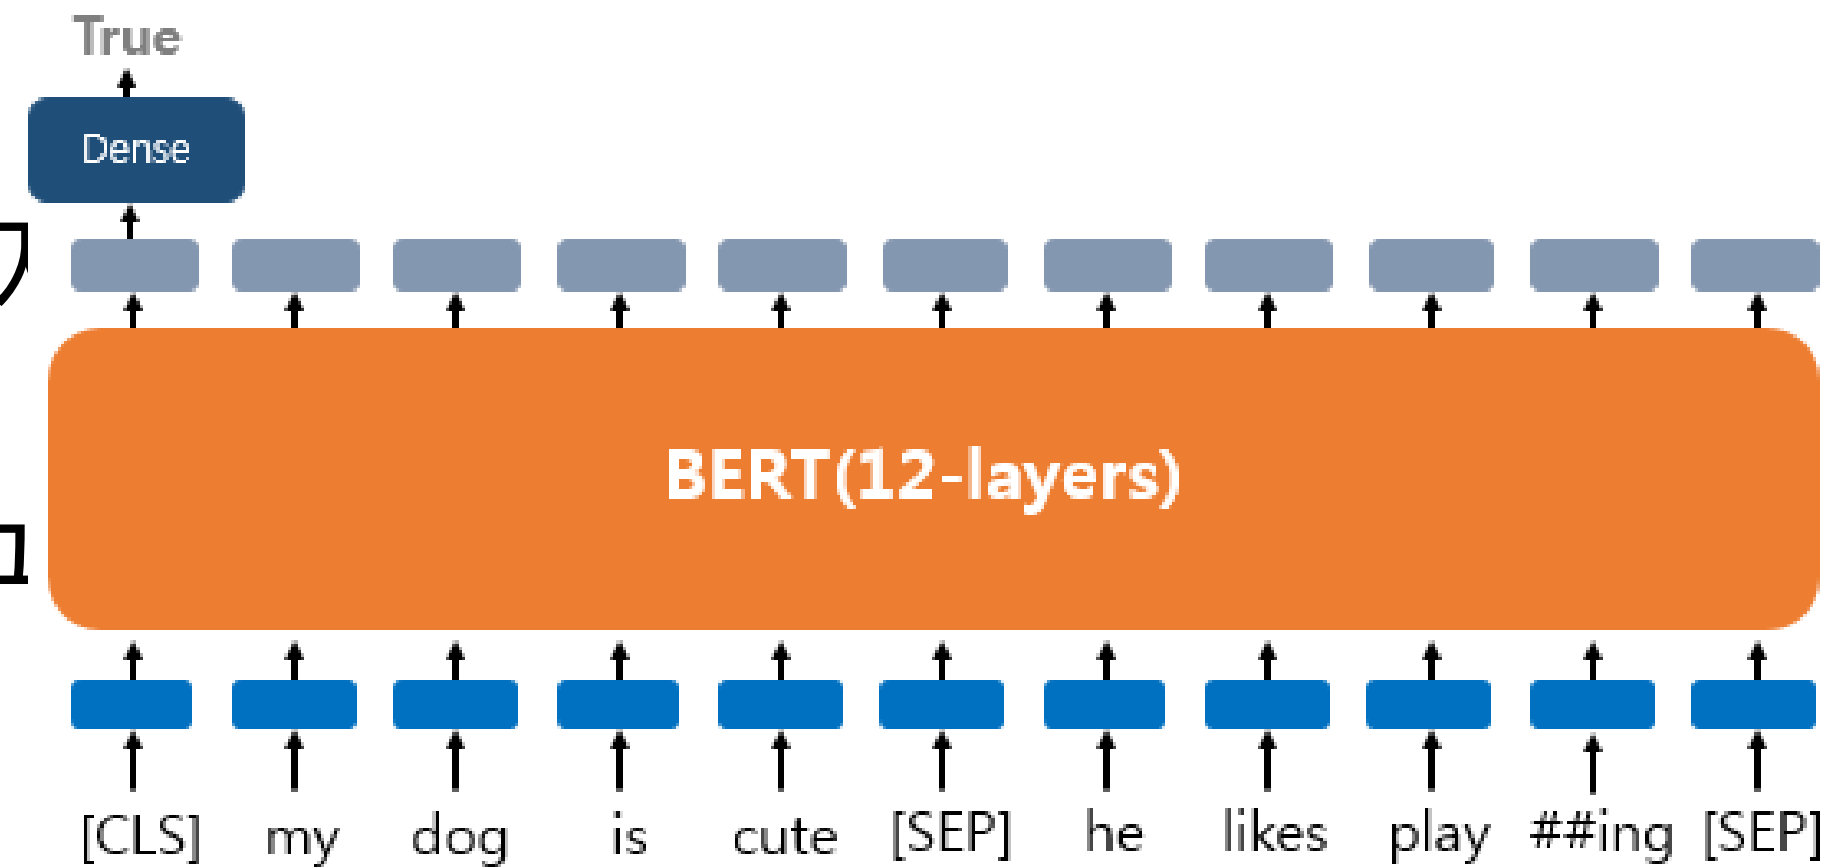 True
Dense
BERT(12-layers)
[CLS] my dog is cute [SEP] he likes play ##ing [SEP]